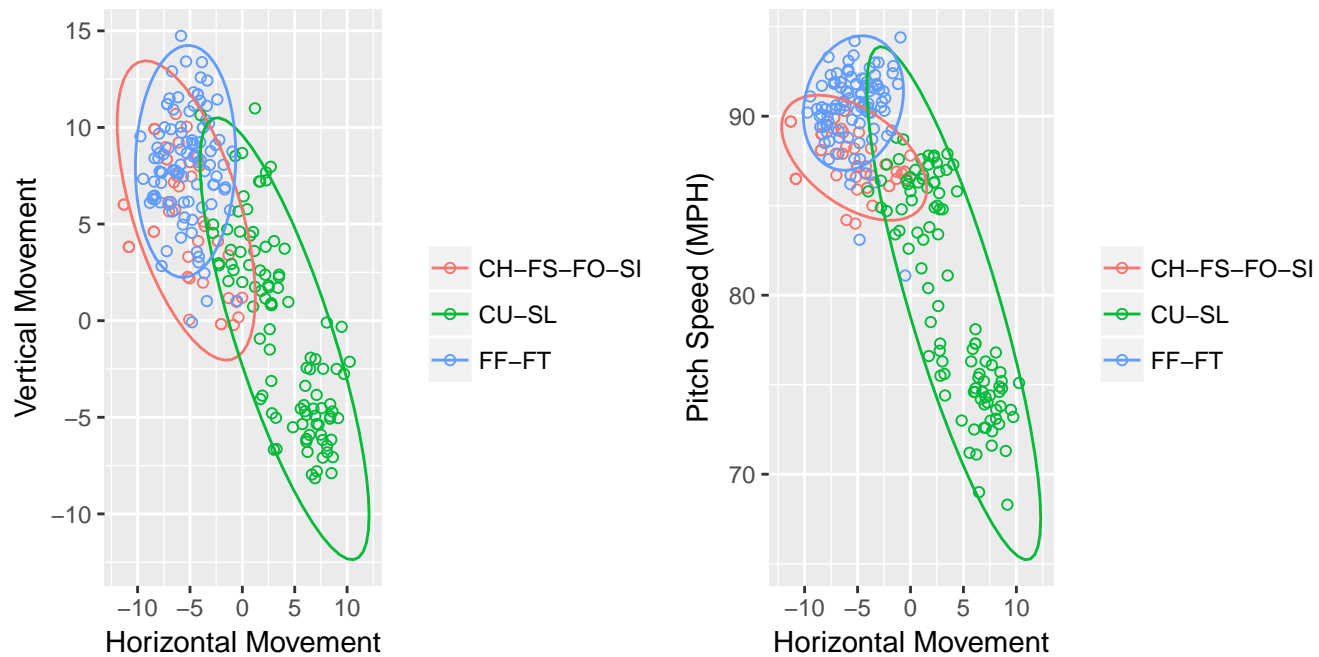 Vertical Movement
15
10
5
0
−5
−10
−10 −5 0 5 10
Horizontal Movement
CH−FS−FO−SI
CU−SL
FF−FT
Pitch Speed (MPH)
90
80
70
−10 −5 0 5 10
Horizontal Movement
CH−FS−FO−SI
CU−SL
FF−FT